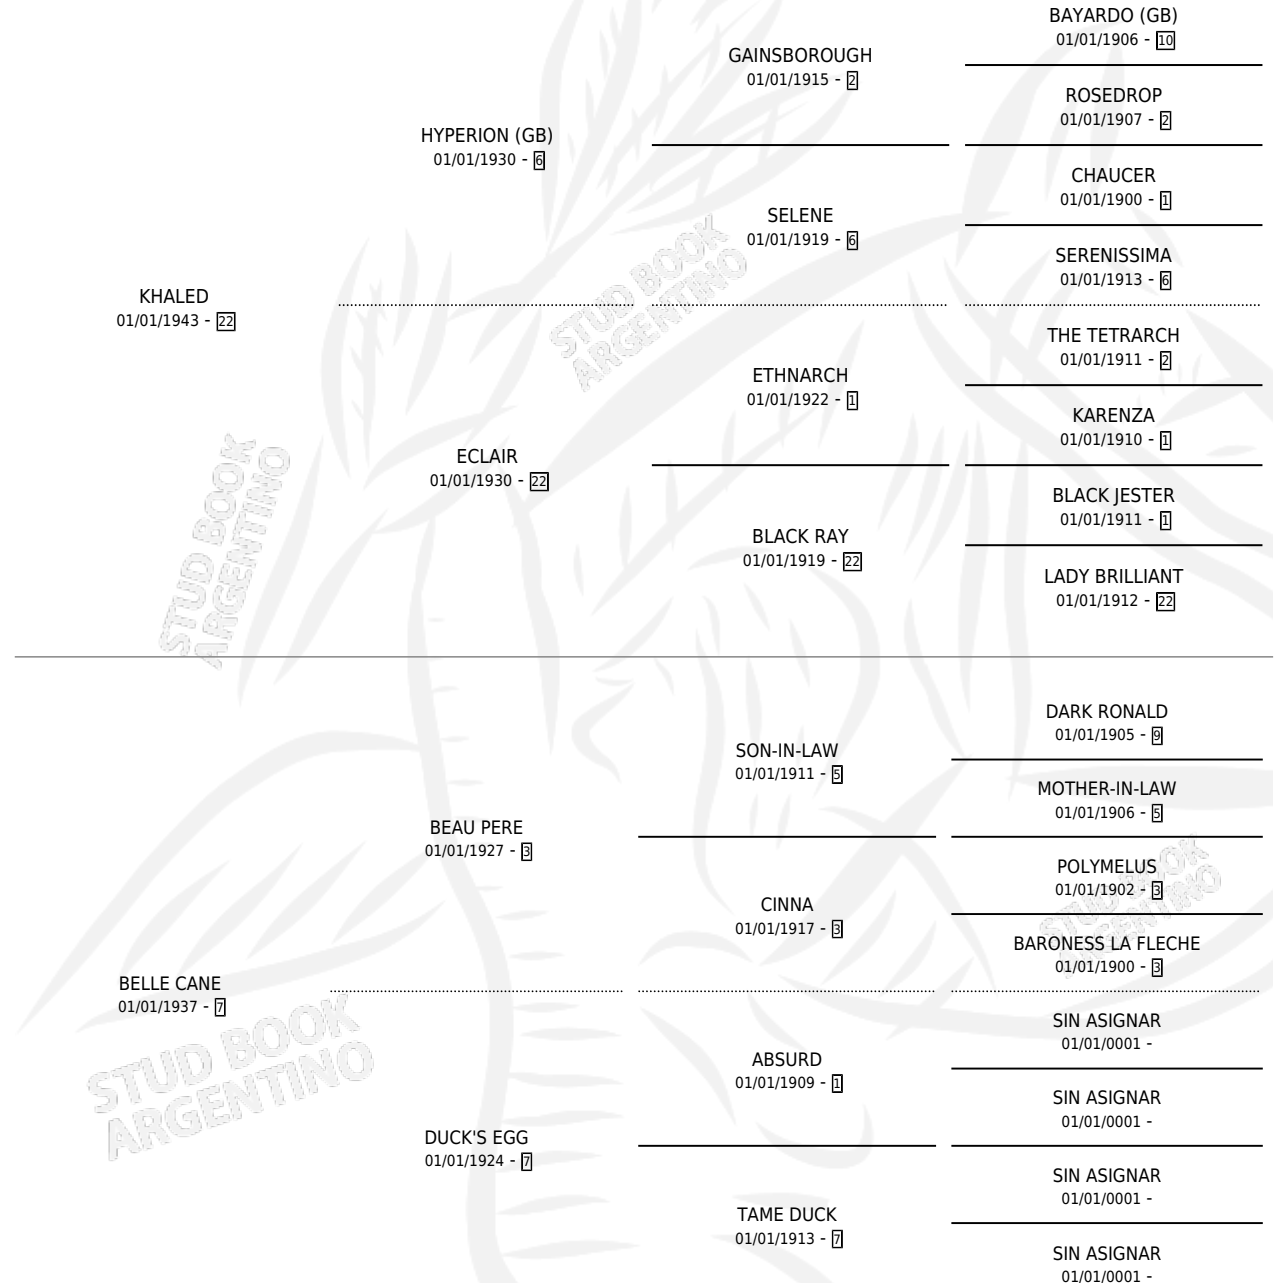 BAYARDO (GB)
01/01/1906 - 10
GAINSBOROUGH
01/01/1915 - 2
ROSEDROP
01/01/1907 - 2
HYPERION (GB)
01/01/1930 - 6
CHAUCER
01/01/1900 - 1
SELENE
01/01/1919 - 6
SERENISSIMA
01/01/1913 - 6
KHALED
01/01/1943 - 22
THE TETRARCH
01/01/1911 - 2
ETHNARCH
01/01/1922 - 1
KARENZA
01/01/1910 - 1
ECLAIR
01/01/1930 - 22
BLACK JESTER
01/01/1911 - 1
BLACK RAY
01/01/1919 - 22
LADY BRILLIANT
01/01/1912 - 22
DARK RONALD
01/01/1905 - 9
SON-IN-LAW
01/01/1911 - 5
MOTHER-IN-LAW
01/01/1906 - 5
BEAU PERE
01/01/1927 - 3
POLYMELUS
01/01/1902 - 3
CINNA
01/01/1917 - 3
BARONESS LA FLECHE
01/01/1900 - 3
BELLE CANE
01/01/1937 - 7
SIN ASIGNAR
01/01/0001 -
ABSURD
01/01/1909 - 1
SIN ASIGNAR
01/01/0001 -
DUCK'S EGG
01/01/1924 - 7
SIN ASIGNAR
01/01/0001 -
TAME DUCK
01/01/1913 - 7
SIN ASIGNAR
01/01/0001 -
STUD BOOK
ARGENTINO
STUD BOOK
ARGENTINO
STUD BOOK
ARGENTINO
STUD BOOK
ARGENTINO